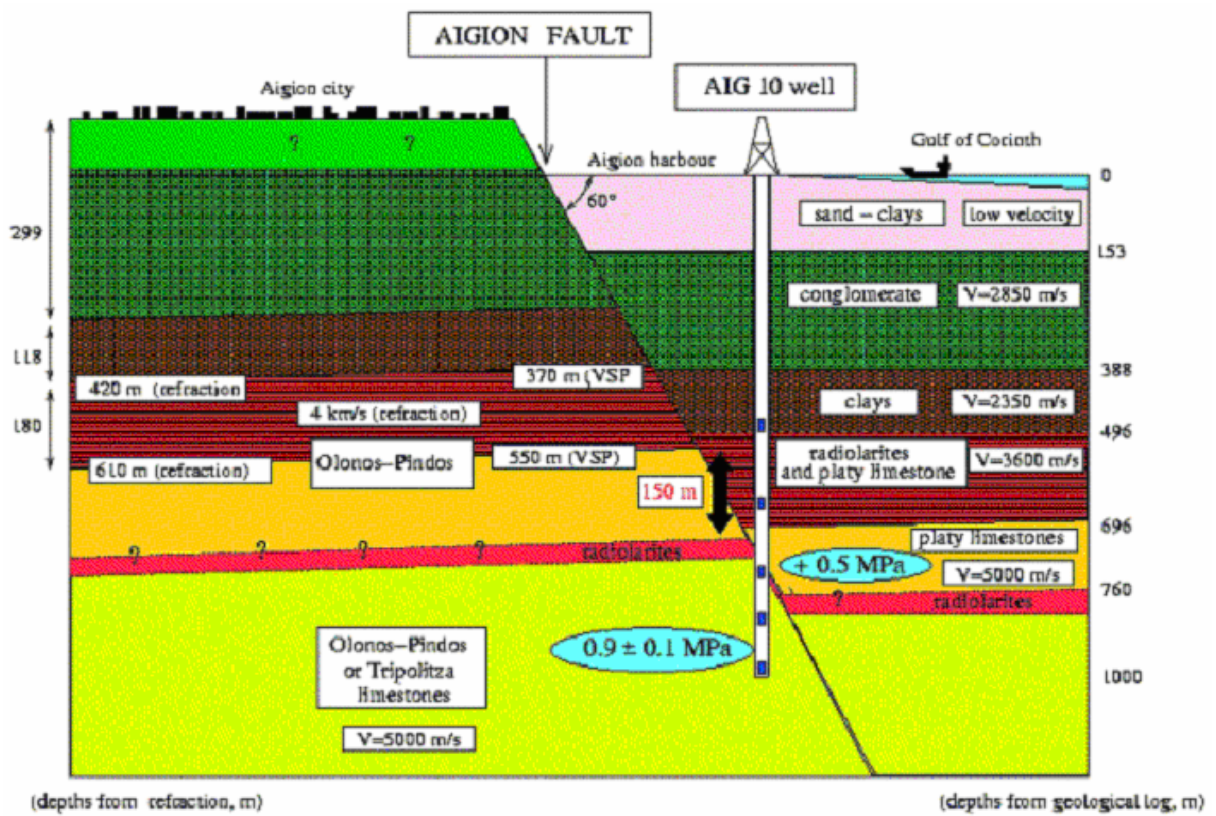 AIGION FAULT
Aigion city
AIG 10 well
Gulf of Corinth
Aigion harbour
60°
? ?
0
sand – clays low velocity
299
153
conglomerate V=2850 m/s
118
370 m (VSP
388
420 m (refraction
4 km/s (refraction)
clays V=2350 m/s
180
496
610 m (refraction)
Olonos–Pindos
550 m (VSP)
radiolarites
and platy limestone
V=3600 m/s
150 m
696
platy limestones
? ? ? ? radiolarites
+ 0.5 MPa
V=5000 m/s
760
? radiolarites
Olonos–Pindos
or Tripolitza
limestones
0.9 ± 0.1 MPa
1000
V=5000 m/s
(depths from refraction, m)
(depths from geological log, m)